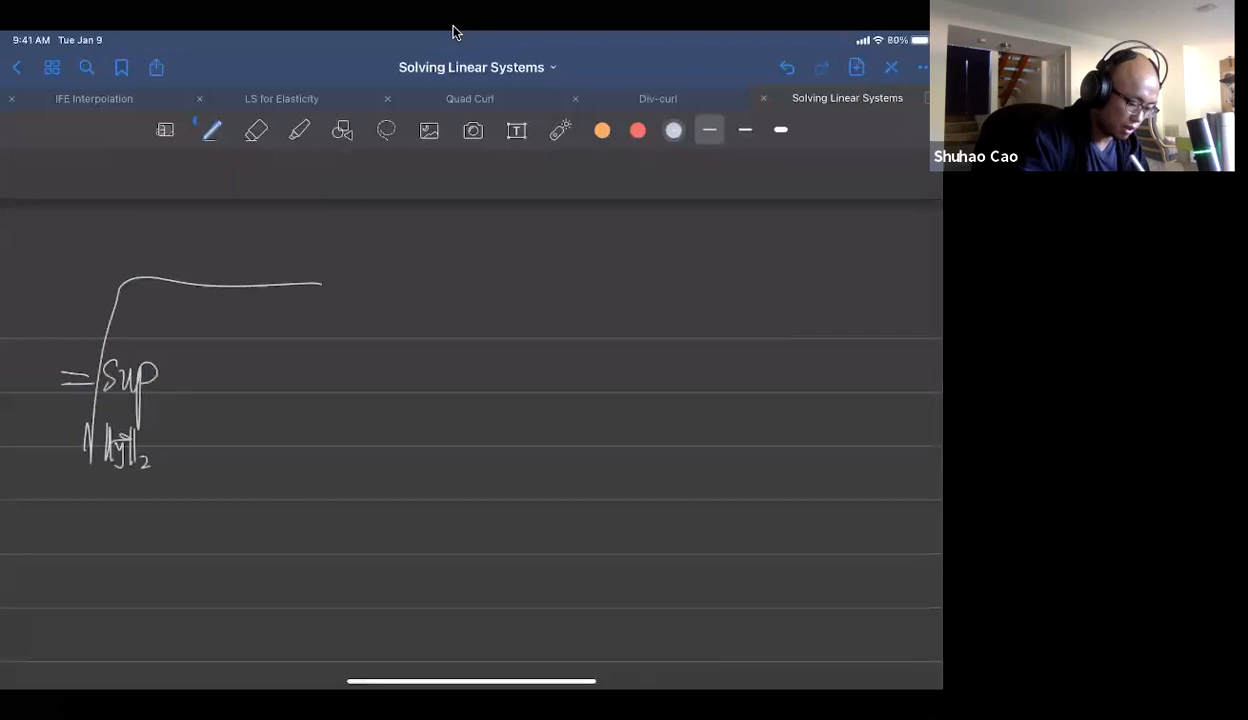 9:41 AM Tue Jan 9
80%
Solving Linear Systems
IFE Interpolation
LS for Elasticity
Quad Curl
Div-curl
Solving Linear Systems
T
Shuhao Cao
= sup
‖y‖₂